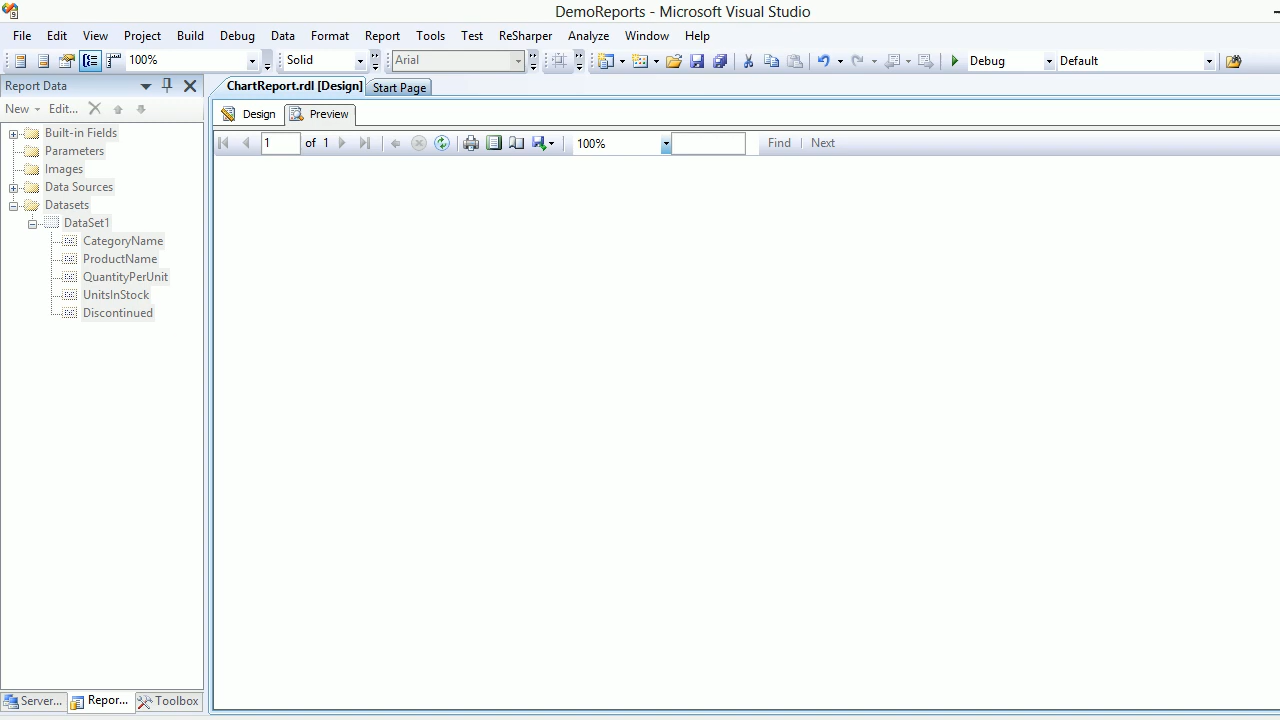 DemoReports - Microsoft Visual Studio
File Edit View Project Build Debug Data Format Report Tools Test ReSharper Analyze Window Help
100% Solid Arial Debug Default
Report Data
ChartReport.rdl [Design] Start Page
New Edit...
Design Preview
1 of 1 100% Find Next
Built-in Fields
Parameters
Images
Data Sources
Datasets
DataSet1
CategoryName
ProductName
QuantityPerUnit
UnitsInStock
Discontinued
Server... Repor... Toolbox